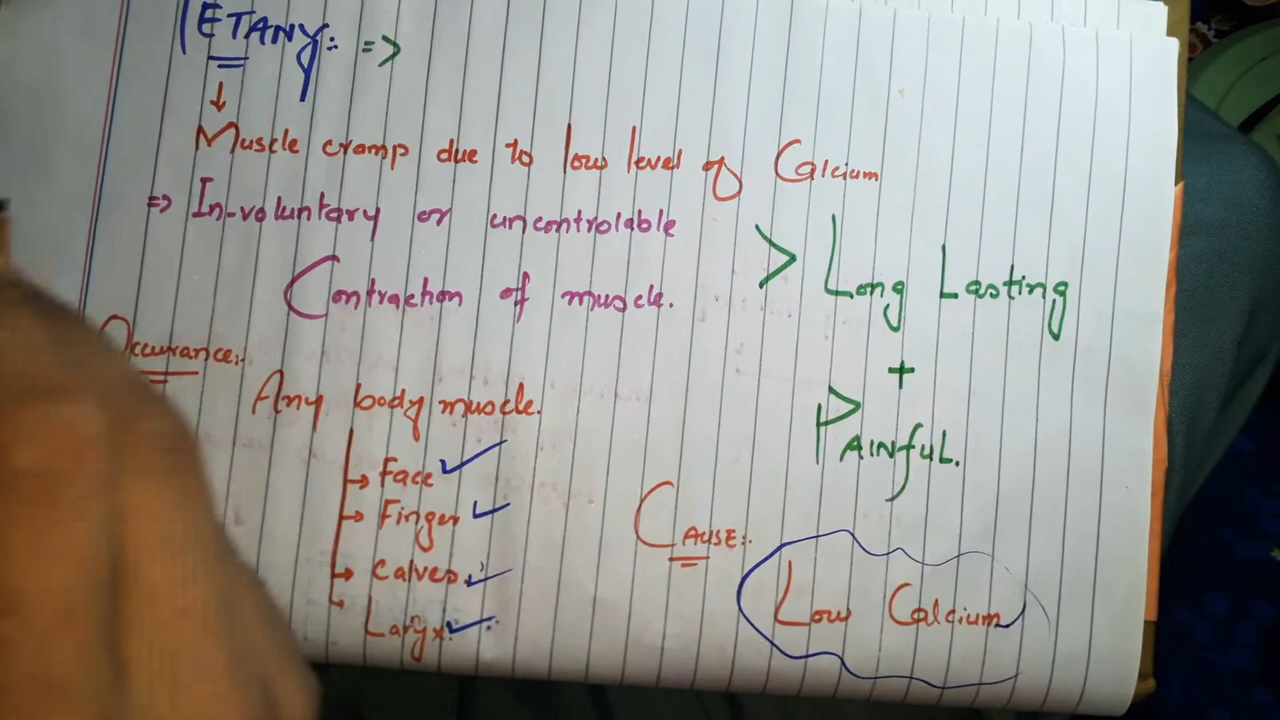 TETANY:- =>
Muscle cramp due to low level of Calcium
=> In-voluntary or uncontrolable
Contraction of muscle.
> Long Lasting
+
PAINfuL.
Occurance:-
Any body muscle.
Face ✓
Finger ✓
Calves ✓
Laryx ✓
CAUSE:-
Low Calcium